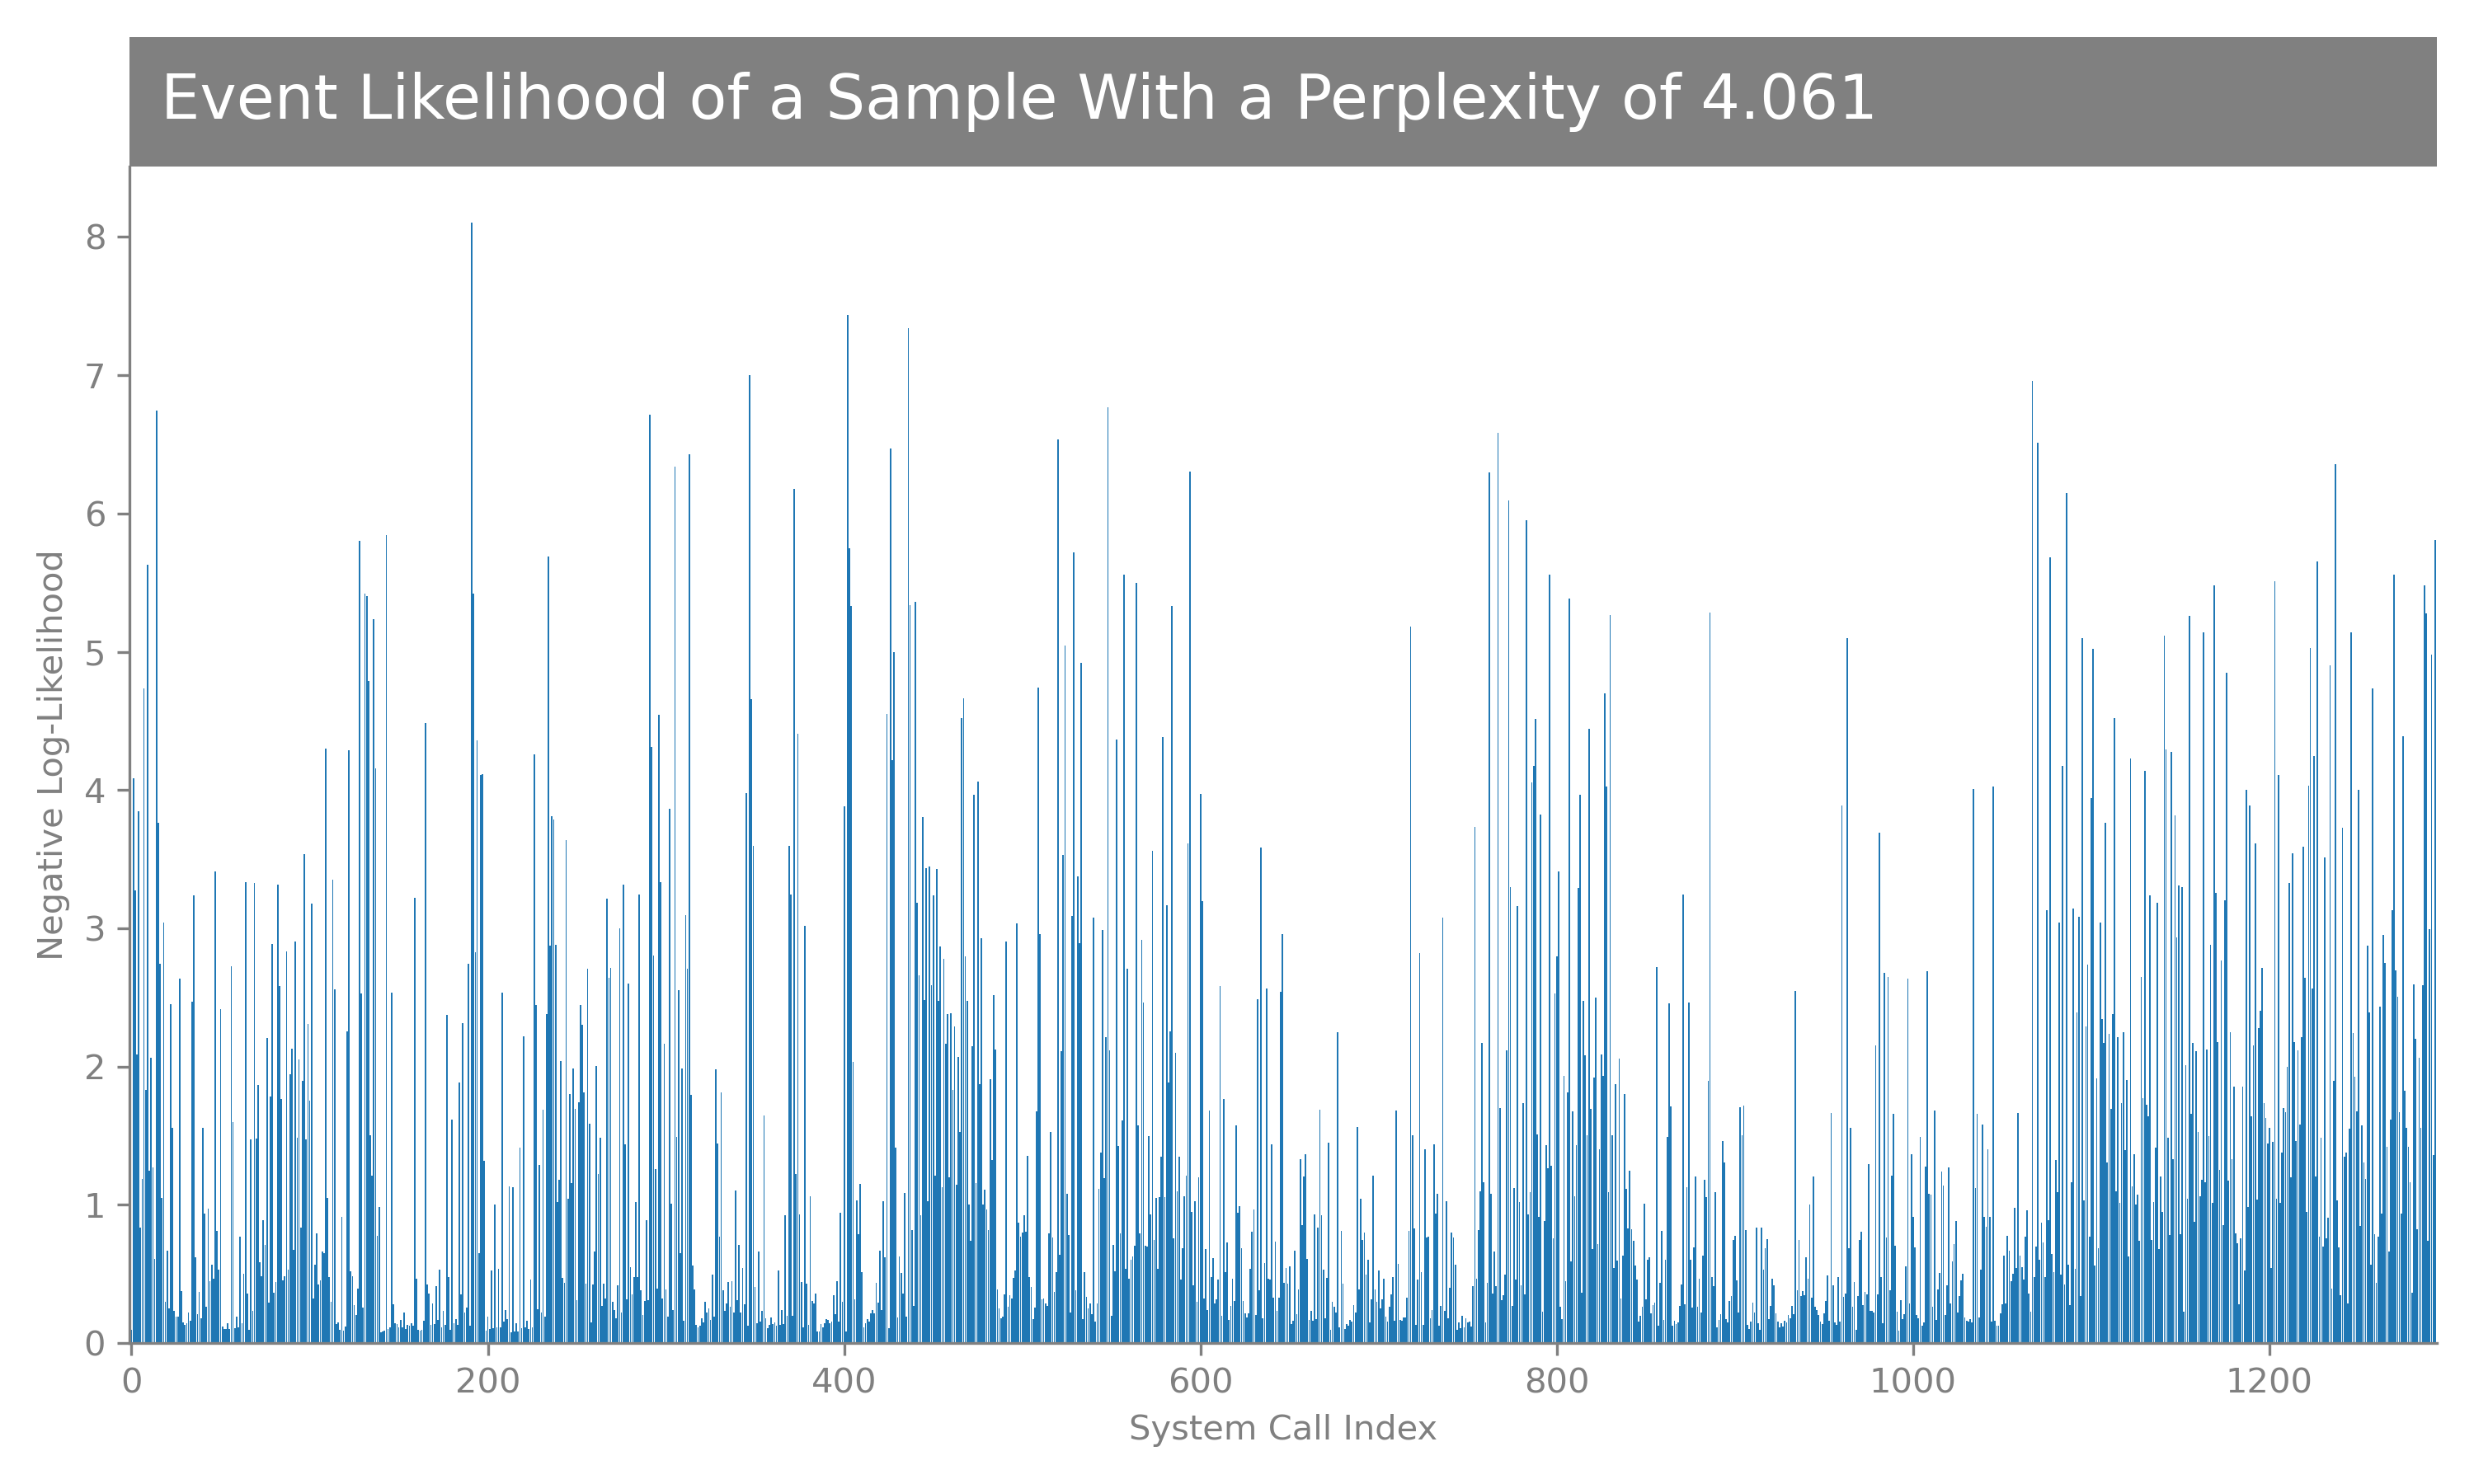 Event Likelihood of a Sample With a Perplexity of 4.061
8
7
6
5
4
3
2
1
0
Negative Log-Likelihood
0 200 400 600 800 1000 1200
System Call Index